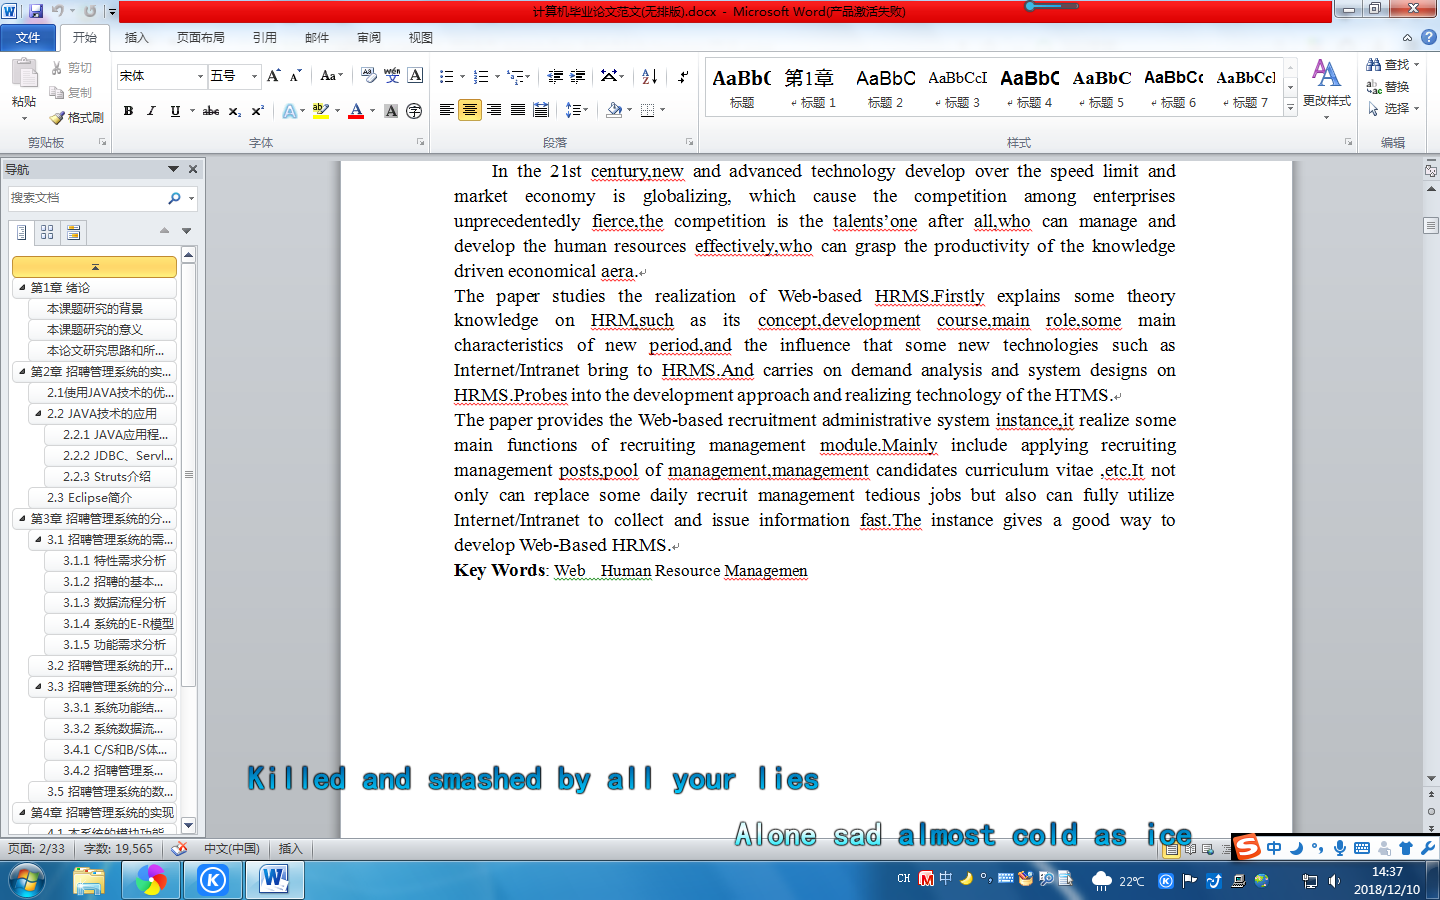 计算机毕业论文范文(无排版).docx - Microsoft Word(产品激活失败)
文件 开始 插入 页面布局 引用 邮件 审阅 视图
粘贴 剪切 复制 格式刷
宋体 五号
AaBbC 第1章 AaBbC AaBbCcI AaBbC AaBbC AaBbCc AaBbCcI
标题 标题 1 标题 2 标题 3 标题 4 标题 5 标题 6 标题 7
更改样式
查找
替换
选择
剪贴板 字体 段落 样式 编辑
导航
搜索文档
第1章 绪论
本课题研究的背景
本课题研究的意义
本论文研究思路和所...
第2章 招聘管理系统的实...
2.1使用JAVA技术的优...
2.2 JAVA技术的应用
2.2.1 JAVA应用程...
2.2.2 JDBC、Servl...
2.2.3 Struts介绍
2.3 Eclipse简介
第3章 招聘管理系统的分...
3.1 招聘管理系统的需...
3.1.1 特性需求分析
3.1.2 招聘的基本...
3.1.3 数据流程分析
3.1.4 系统的E-R模型
3.1.5 功能需求分析
3.2 招聘管理系统的开...
3.3 招聘管理系统的分...
3.3.1 系统功能结...
3.3.2 系统数据流...
3.4.1 C/S和B/S体...
3.4.2 招聘管理系...
3.5 招聘管理系统的数...
第4章 招聘管理系统的实现
4.1 本系统的模块功能
In the 21st century,new and advanced technology develop over the speed limit and
market economy is globalizing, which cause the competition among enterprises
unprecedentedly fierce,the competition is the talents’one after all,who can manage and
develop the human resources effectively,who can grasp the productivity of the knowledge
driven economical aera.
The paper studies the realization of Web-based HRMS.Firstly explains some theory
knowledge on HRM,such as its concept,development course,main role,some main
characteristics of new period,and the influence that some new technologies such as
Internet/Intranet bring to HRMS.And carries on demand analysis and system designs on
HRMS.Probes into the development approach and realizing technology of the HTMS.
The paper provides the Web-based recruitment administrative system instance,it realize some
main functions of recruiting management module.Mainly include applying recruiting
management posts,pool of management,management candidates curriculum vitae ,etc.It not
only can replace some daily recruit management tedious jobs but also can fully utilize
Internet/Intranet to collect and issue information fast.The instance gives a good way to
develop Web-Based HRMS.
Key Words: Web Human Resource Managemen
Killed and smashed by all your lies
Alone sad almost cold as ice
页面: 2/33 字数: 19,565 中文(中国) 插入
中
CH 中 22℃ 14:37
2018/12/10